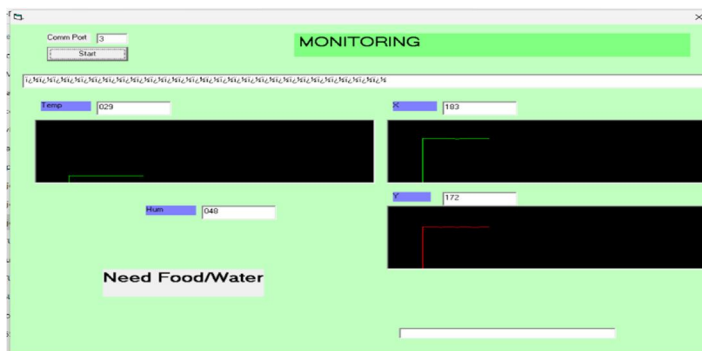 Comm Port 3
MONITORING
Start
Temp 029
X 183
Y 172
Hum 048
Need Food/Water